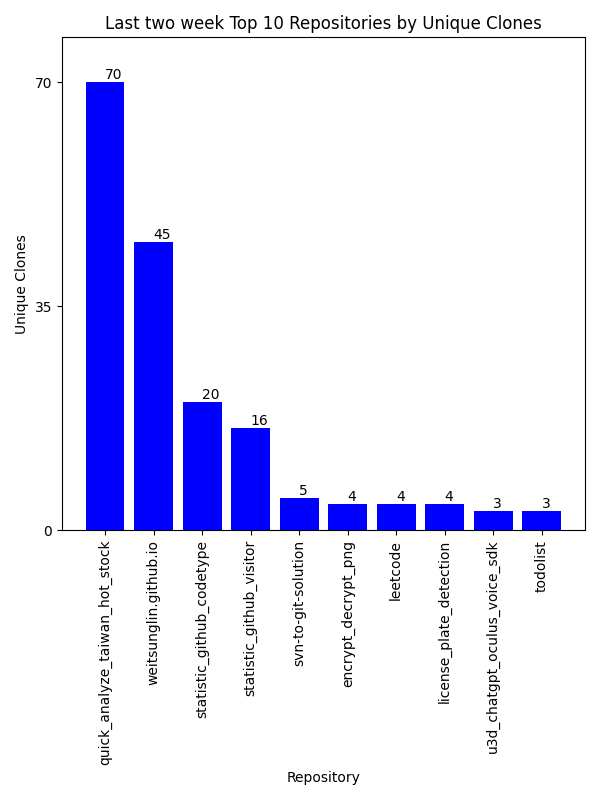 Last two week Top 10 Repositories by Unique Clones
Unique Clones
70
35
0
70
45
20
16
5
4
4
4
3
3
quick_analyze_taiwan_hot_stock
weitsunglin.github.io
statistic_github_codetype
statistic_github_visitor
svn-to-git-solution
encrypt_decrypt_png
leetcode
license_plate_detection
u3d_chatgpt_oculus_voice_sdk
todolist
Repository